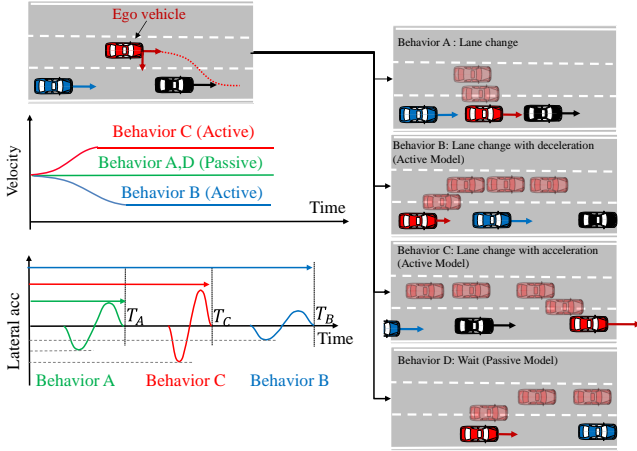 Ego vehicle
Velocity
Behavior C (Active)
Behavior A,D (Passive)
Behavior B (Active)
Time
Lateral acc
T_A
T_C
T_B
Time
Behavior A
Behavior C
Behavior B
Behavior A : Lane change
Behavior B: Lane change with deceleration
(Active Model)
Behavior C: Lane change with acceleration
(Active Model)
Behavior D: Wait (Passive Model)